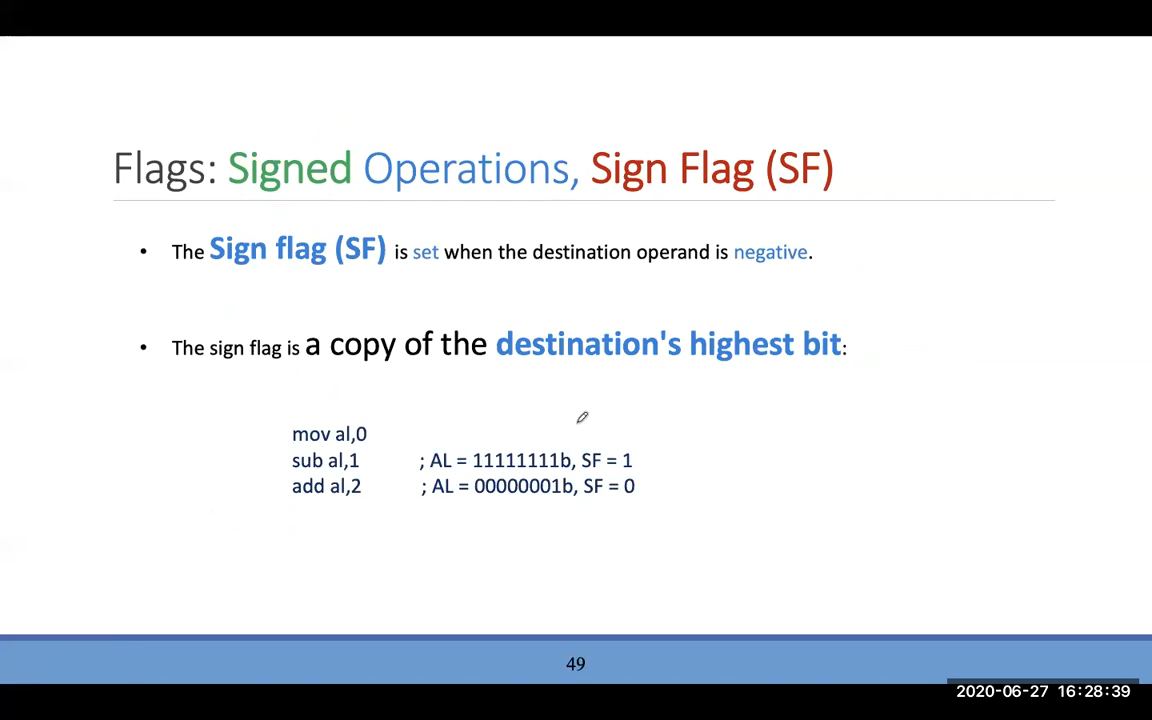 Flags: Signed Operations, Sign Flag (SF)
• The Sign flag (SF) is set when the destination operand is negative.
• The sign flag is a copy of the destination's highest bit:
mov al,0
sub al,1 ; AL = 11111111b, SF = 1
add al,2 ; AL = 00000001b, SF = 0
49
2020-06-27 16:28:39